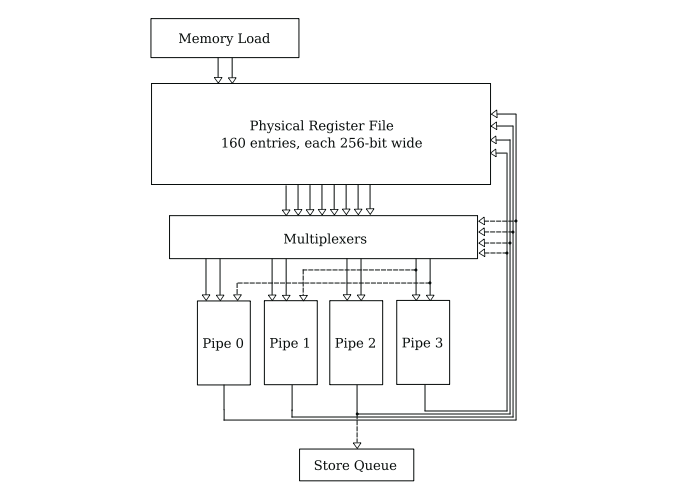 Memory Load
Physical Register File
160 entries, each 256-bit wide
Multiplexers
Pipe 0
Pipe 1
Pipe 2
Pipe 3
Store Queue